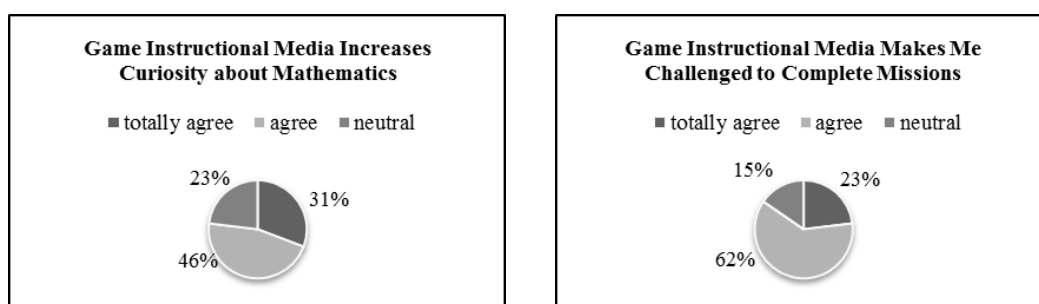 Game Instructional Media Increases
Curiosity about Mathematics
totally agree agree neutral
23%
31%
46%
Game Instructional Media Makes Me
Challenged to Complete Missions
totally agree agree neutral
15%
23%
62%